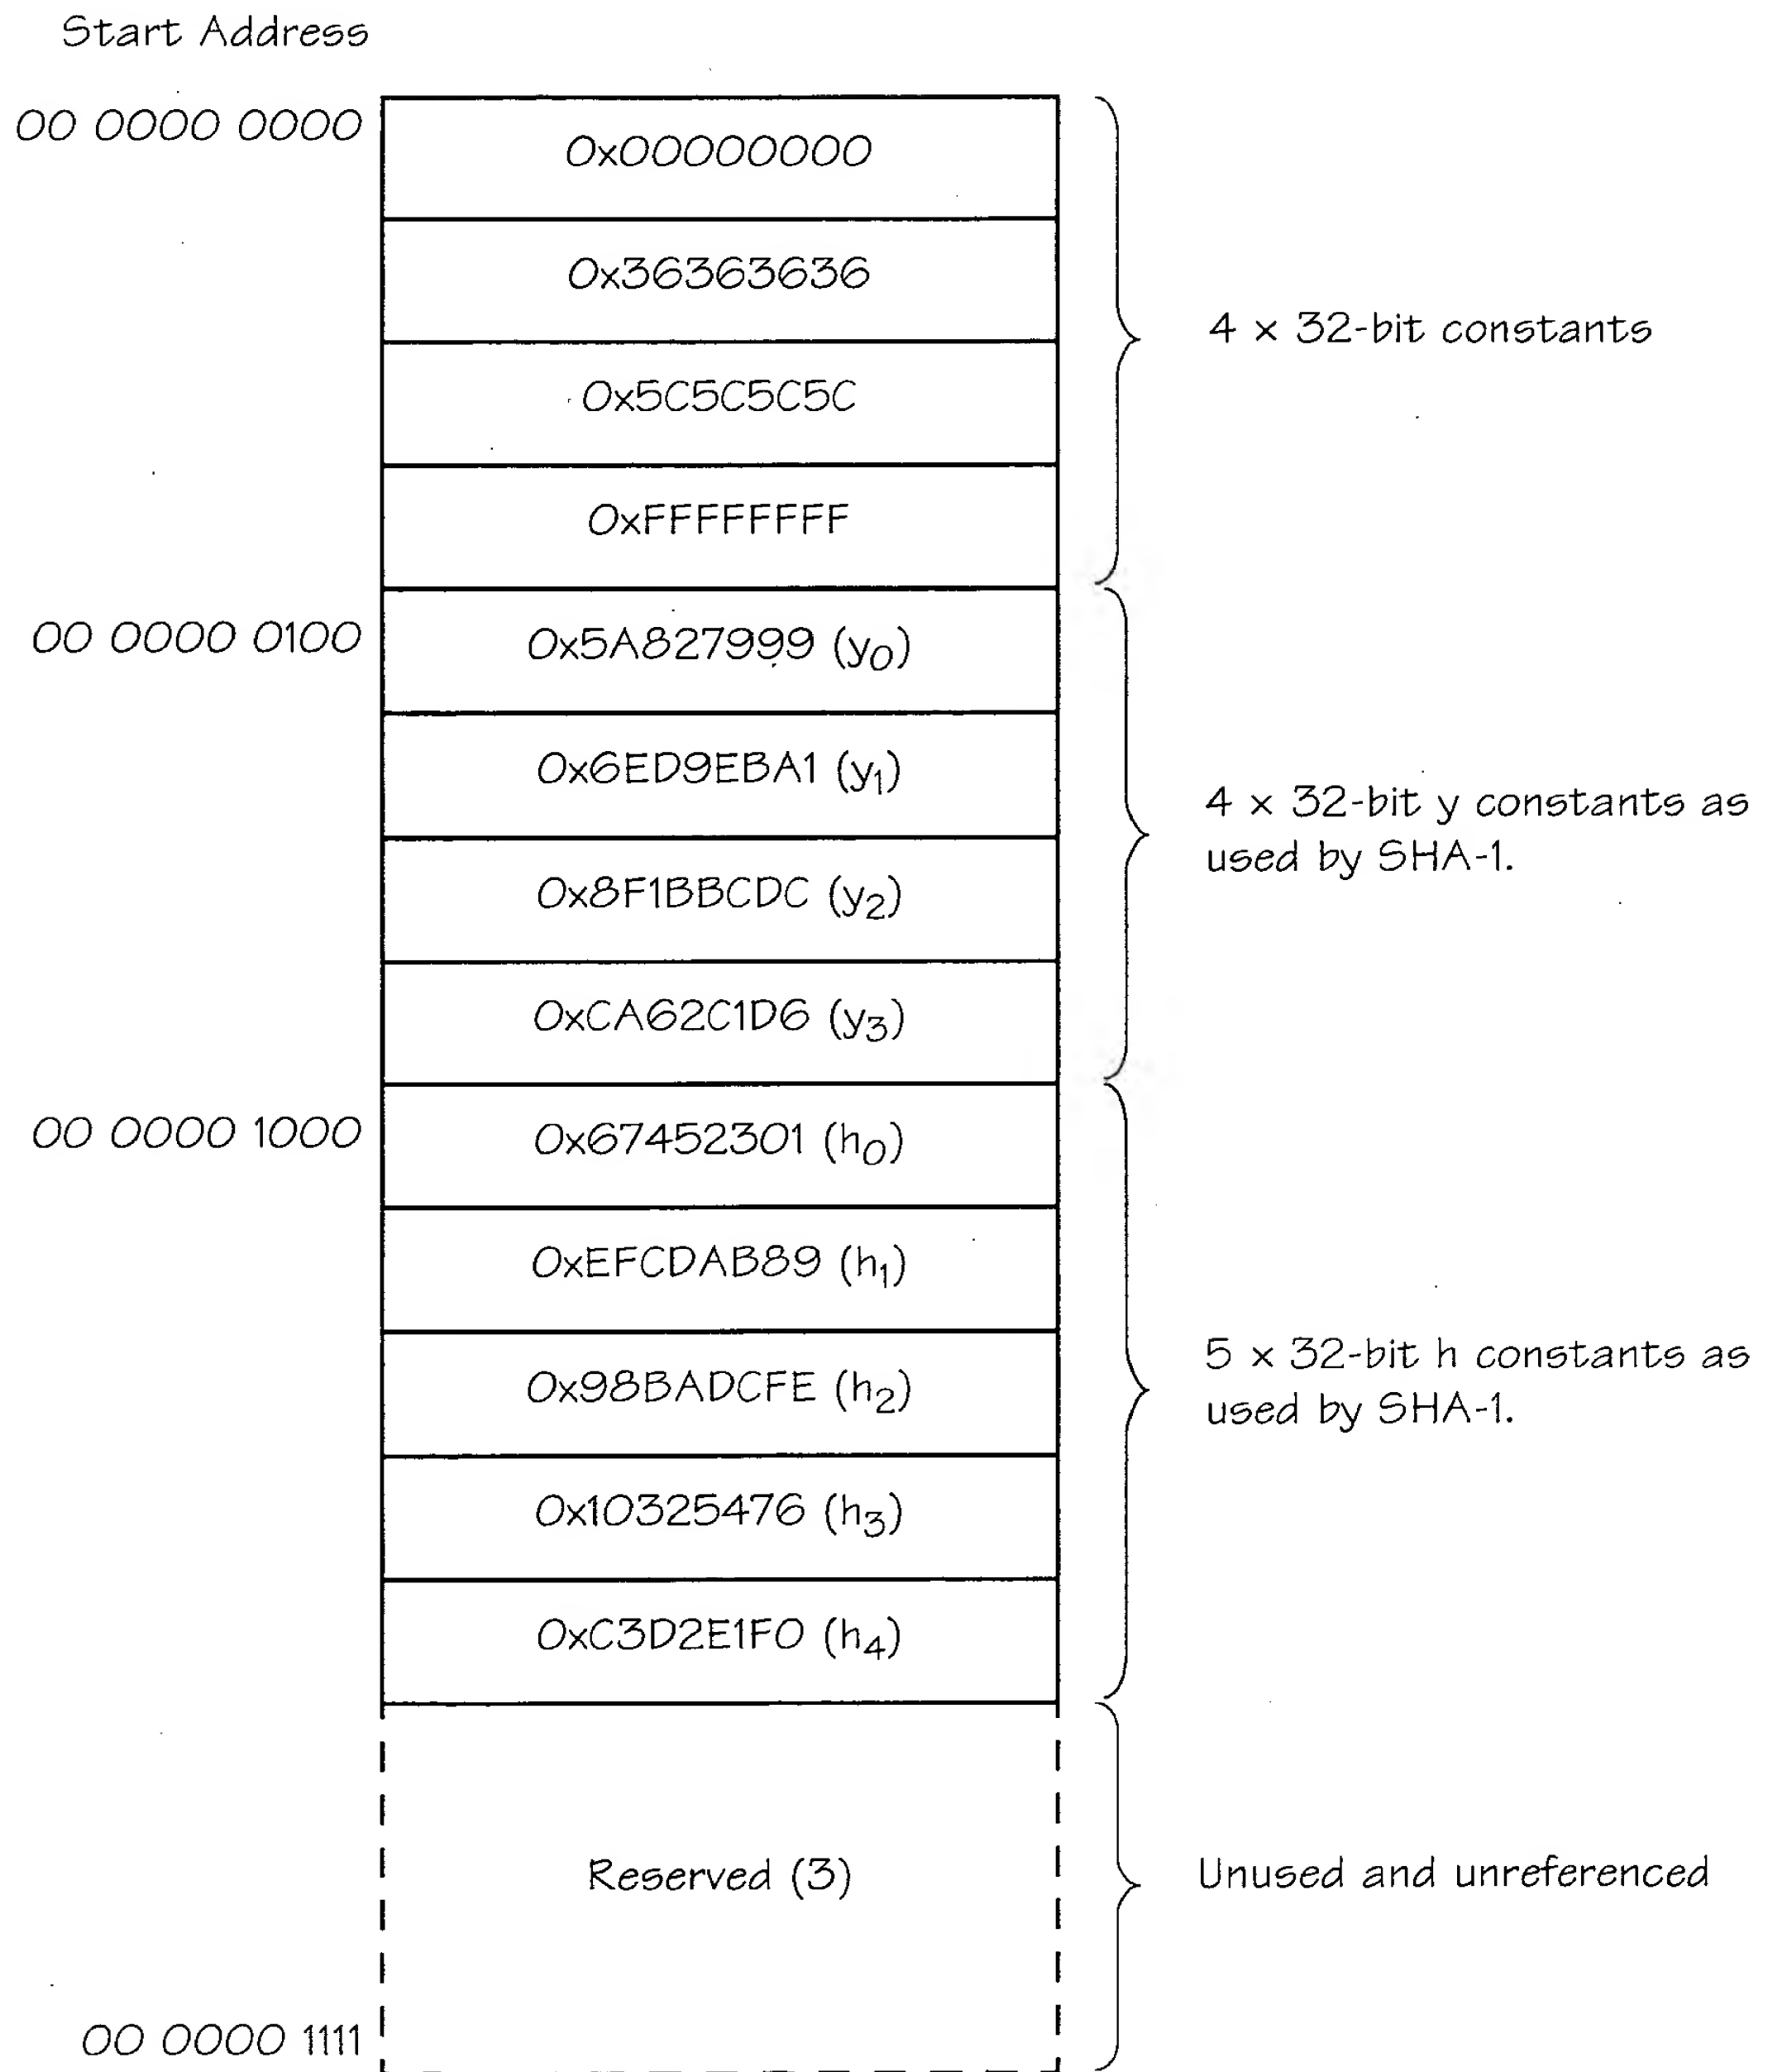 Start Address
00 0000 0000
0x00000000
0x36363636
0x5C5C5C5C
0xFFFFFFFF
4 x 32-bit constants
00 0000 0100
0x5A827999 (y0)
0x6ED9EBA1 (y1)
0x8F1BBCDC (y2)
0xCA62C1D6 (y3)
4 x 32-bit y constants as
used by SHA-1.
00 0000 1000
0x67452301 (h0)
0xEFCDAB89 (h1)
0x98BADCFE (h2)
0x10325476 (h3)
0xC3D2E1F0 (h4)
5 x 32-bit h constants as
used by SHA-1.
Reserved (3)
Unused and unreferenced
00 0000 1111